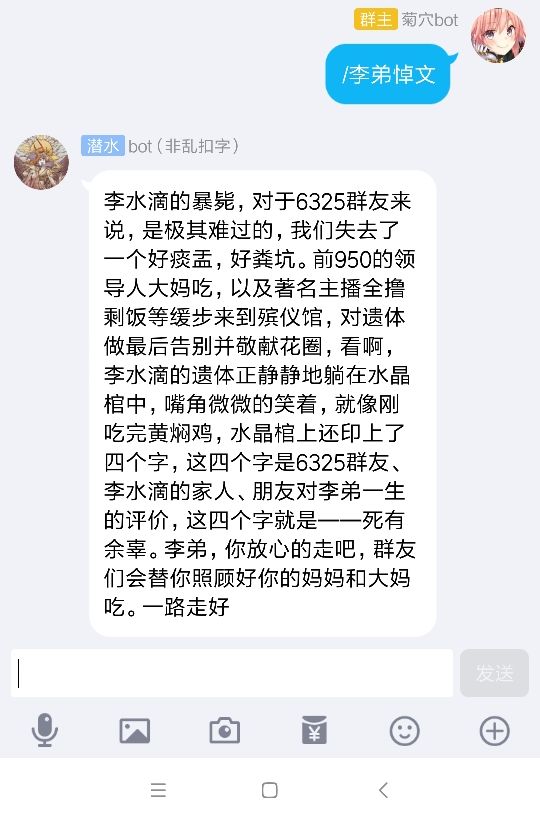 群主 菊穴bot
/李弟悼文
潜水 bot（非乱扣字）
李水滴的暴毙，对于6325群友来
说，是极其难过的，我们失去了
一个好痰盂，好粪坑。前950的领
导人大妈吃，以及著名主播全撸
剩饭等缓步来到殡仪馆，对遗体
做最后告别并敬献花圈，看啊，
李水滴的遗体正静静地躺在水晶
棺中，嘴角微微的笑着，就像刚
吃完黄焖鸡，水晶棺上还印上了
四个字，这四个字是6325群友、
李水滴的家人、朋友对李弟一生
的评价，这四个字就是——死有
余辜。李弟，你放心的走吧，群友
们会替你照顾好你的妈妈和大妈
吃。一路走好
发送